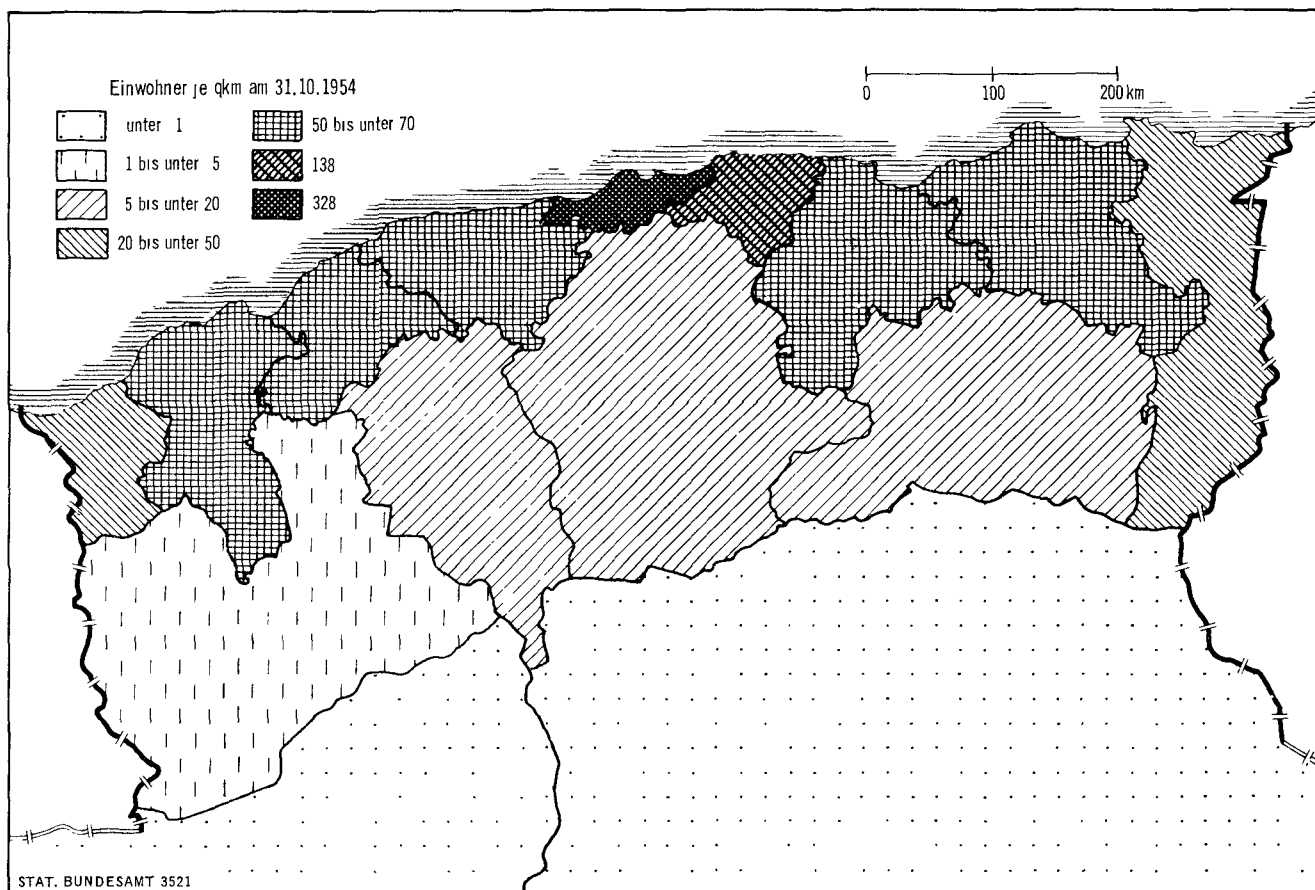 Einwohner je qkm am 31.10.1954
unter 1
1 bis unter 5
5 bis unter 20
20 bis unter 50
50 bis unter 70
138
328
0 100 200 km
STAT. BUNDESAMT 3521